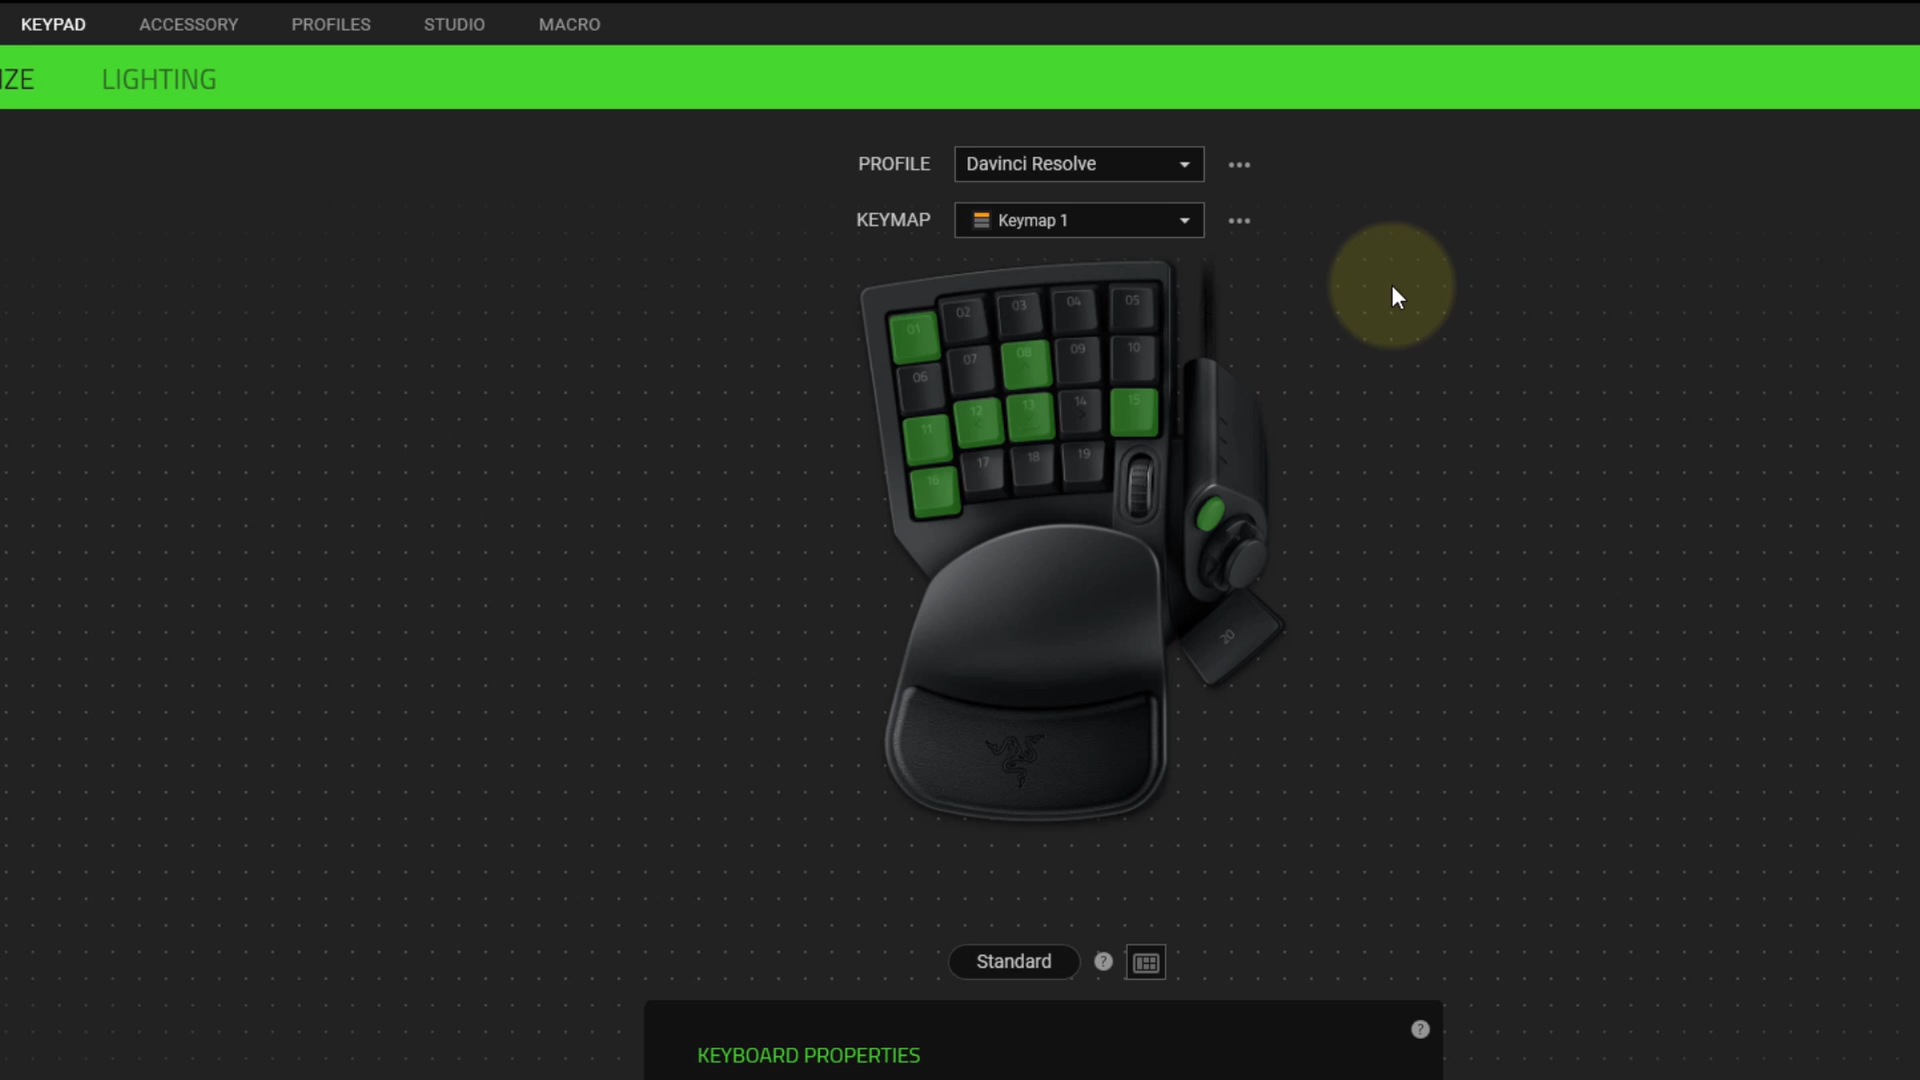 KEYPAD ACCESSORY PROFILES STUDIO MACRO
IZE LIGHTING
PROFILE Davinci Resolve
KEYMAP Keymap 1
01 02 03 04 05
06 07 08 09 10
11 12 13 14 15
16 17 18 19
20
Standard ?
?
KEYBOARD PROPERTIES